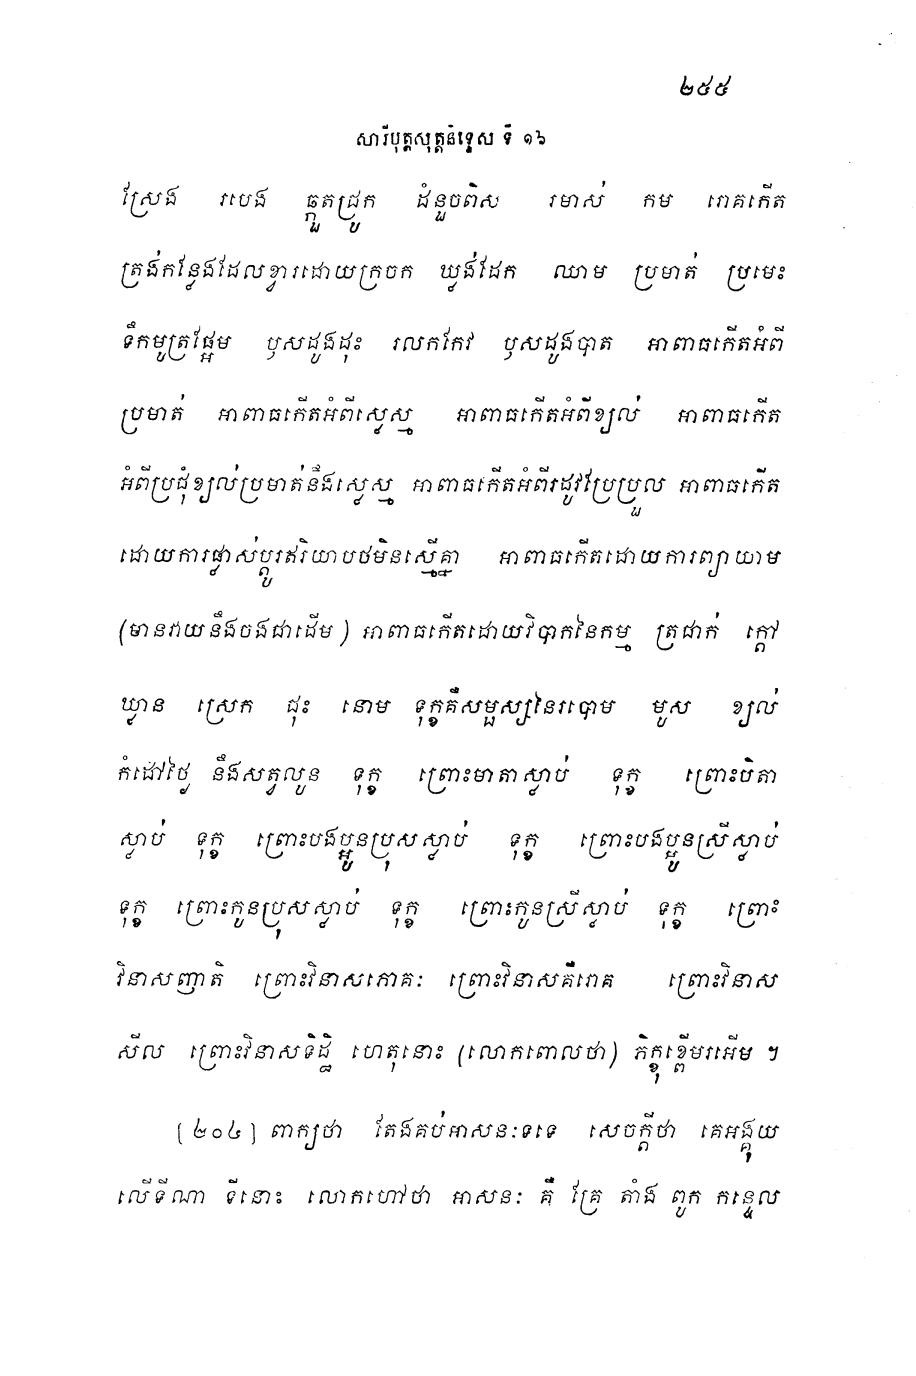 ២៥៥
សារីបុត្តសុត្តនិទ្ទេស ទី ១៦
ស្រែង របេង ឆ្កួតជ្រូក ដំនួចពិស រមាស់ កម រោគកើត
ត្រង់កន្លែងដែលខ្វារដោយក្រចក ឃ្លង់ដែក ឈាម ប្រមាត់ ប្រមេះ
ទឹកមូត្រផ្អែម ឫសដូងដុះ រលកកែវ ឫសដូងបាត អាពាធកើតអំពី
ប្រមាត់ អាពាធកើតអំពីស្លេស្ម អាពាធកើតអំពីខ្យល់ អាពាធកើត
អំពីប្រជុំខ្យល់ប្រមាត់នឹងស្លេស្ម អាពាធកើតអំពីរដូវប្រែប្រួល អាពាធកើត
ដោយការផ្លាស់ប្តូរឥរិយាបថមិនស្មើគ្នា អាពាធកើតដោយការព្យាយាម
(មានវាយនឹងចងជាដើម) អាពាធកើតដោយវិបាកនៃកម្ម ត្រជាក់ ក្តៅ
ឃ្លាន ស្រេក ជុះ នោម ទុក្ខគឺសម្ផស្សនៃរបោម មូស ខ្យល់
កំដៅថ្ងៃ នឹងសត្វលូន ទុក្ខ ព្រោះមាតាស្លាប់ ទុក្ខ ព្រោះបិតា
ស្លាប់ ទុក្ខ ព្រោះបងប្អូនប្រុសស្លាប់ ទុក្ខ ព្រោះបងប្អូនស្រីស្លាប់
ទុក្ខ ព្រោះកូនប្រុសស្លាប់ ទុក្ខ ព្រោះកូនស្រីស្លាប់ ទុក្ខ ព្រោះ
វិនាសញាតិ ព្រោះវិនាសភោគៈ ព្រោះវិនាសគឺរោគ ព្រោះវិនាស
សីល ព្រោះវិនាសទិដ្ឋិ ហេតុនោះ (លោកពោលថា) ភិក្ខុខ្ពើមរអើម ។
[២០៤] ពាក្យថា តែងគប់អាសនៈទទេ សេចក្តីថា គេអង្គុយ
លើទីណា ទីនោះ លោកហៅថា អាសនៈ គឺ គ្រែ តាំង ពូក កន្ទេល